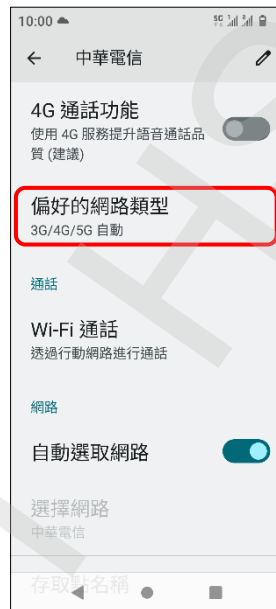 10:00
5G
中華電信
4G 通話功能
使用 4G 服務提升語音通話品
質 (建議)
偏好的網路類型
3G/4G/5G 自動
通話
Wi-Fi 通話
透過行動網路進行通話
網路
自動選取網路
選擇網路
中華電信
存取點名稱